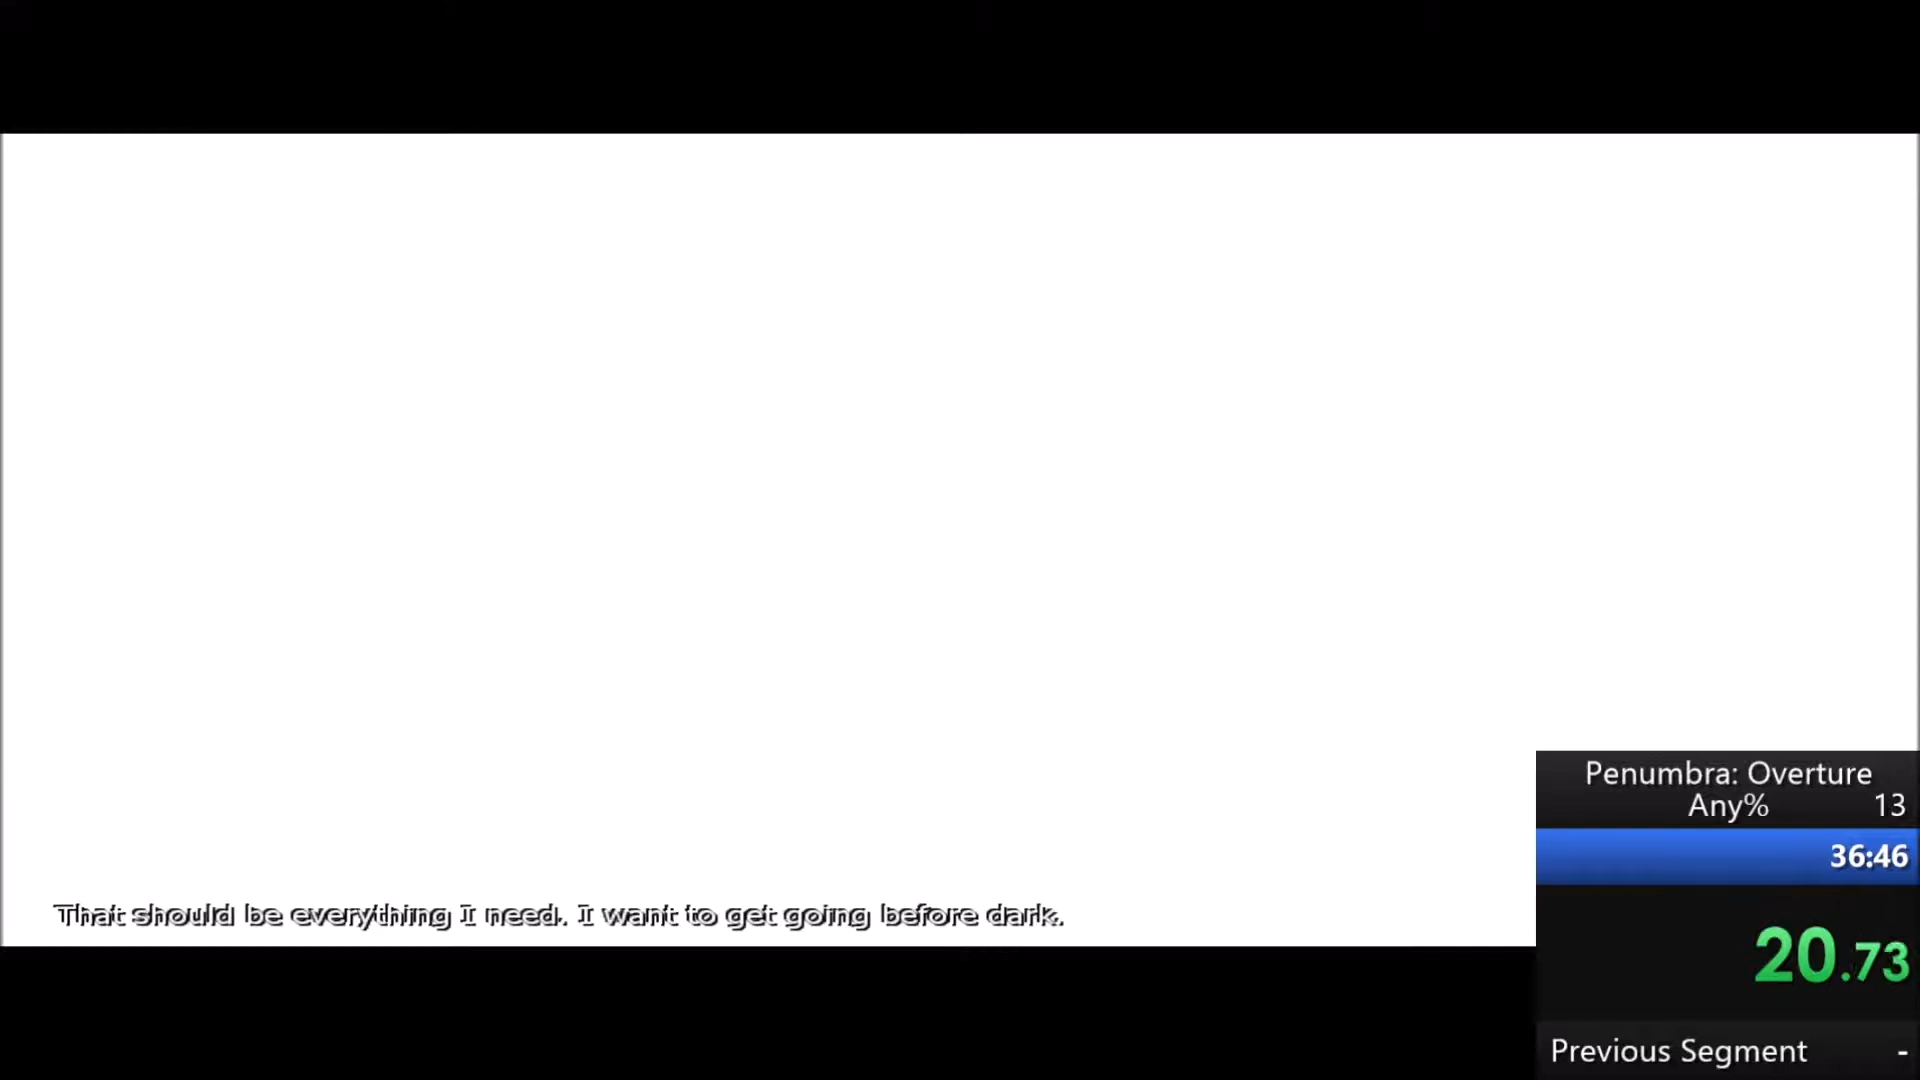 Penumbra: Overture
Any% 13
36:46
That should be everything I need. I want to get going before dark.
20.73
Previous Segment -